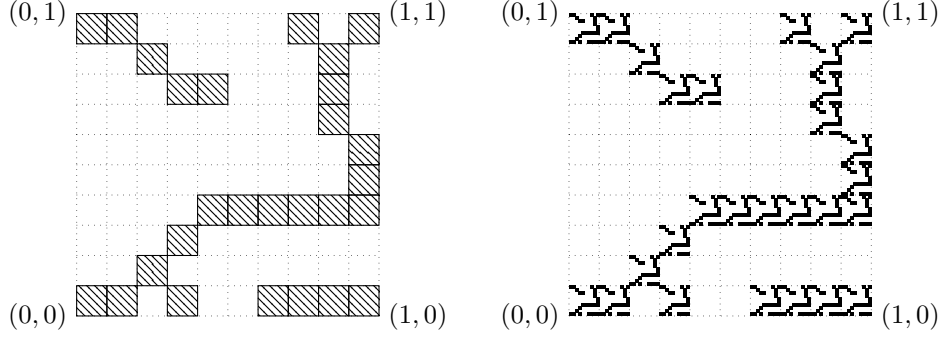 (0, 1) (1, 1) (0, 1) (1, 1)
(0, 0) (1, 0) (0, 0) (1, 0)